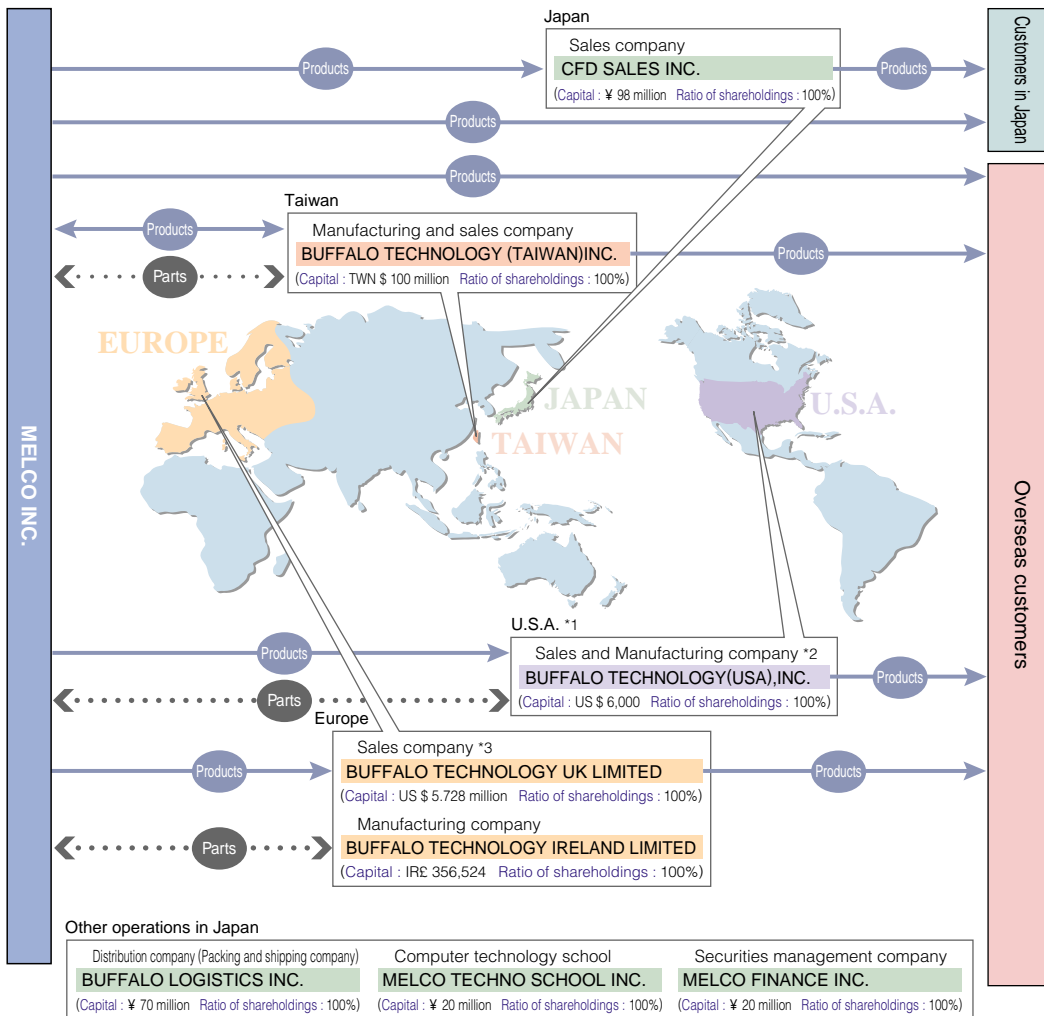 Japan
Sales company
CFD SALES INC.
(Capital : ¥ 98 million Ratio of shareholdings : 100%)
Products
Products
Customers in Japan
Products
Products
Taiwan
Manufacturing and sales company
BUFFALO TECHNOLOGY (TAIWAN)INC.
(Capital : TWN $ 100 million Ratio of shareholdings : 100%)
Products
Parts
Products
EUROPE
JAPAN
TAIWAN
U.S.A.
MELCO INC.
Overseas customers
U.S.A. *1
Sales and Manufacturing company *2
BUFFALO TECHNOLOGY(USA),INC.
(Capital : US $ 6,000 Ratio of shareholdings : 100%)
Products
Products
Parts
Europe
Sales company *3
BUFFALO TECHNOLOGY UK LIMITED
(Capital : US $ 5.728 million Ratio of shareholdings : 100%)
Products
Products
Manufacturing company
BUFFALO TECHNOLOGY IRELAND LIMITED
(Capital : IR£ 356,524 Ratio of shareholdings : 100%)
Parts
Other operations in Japan
Distribution company (Packing and shipping company)
BUFFALO LOGISTICS INC.
(Capital : ¥ 70 million Ratio of shareholdings : 100%)
Computer technology school
MELCO TECHNO SCHOOL INC.
(Capital : ¥ 20 million Ratio of shareholdings : 100%)
Securities management company
MELCO FINANCE INC.
(Capital : ¥ 20 million Ratio of shareholdings : 100%)